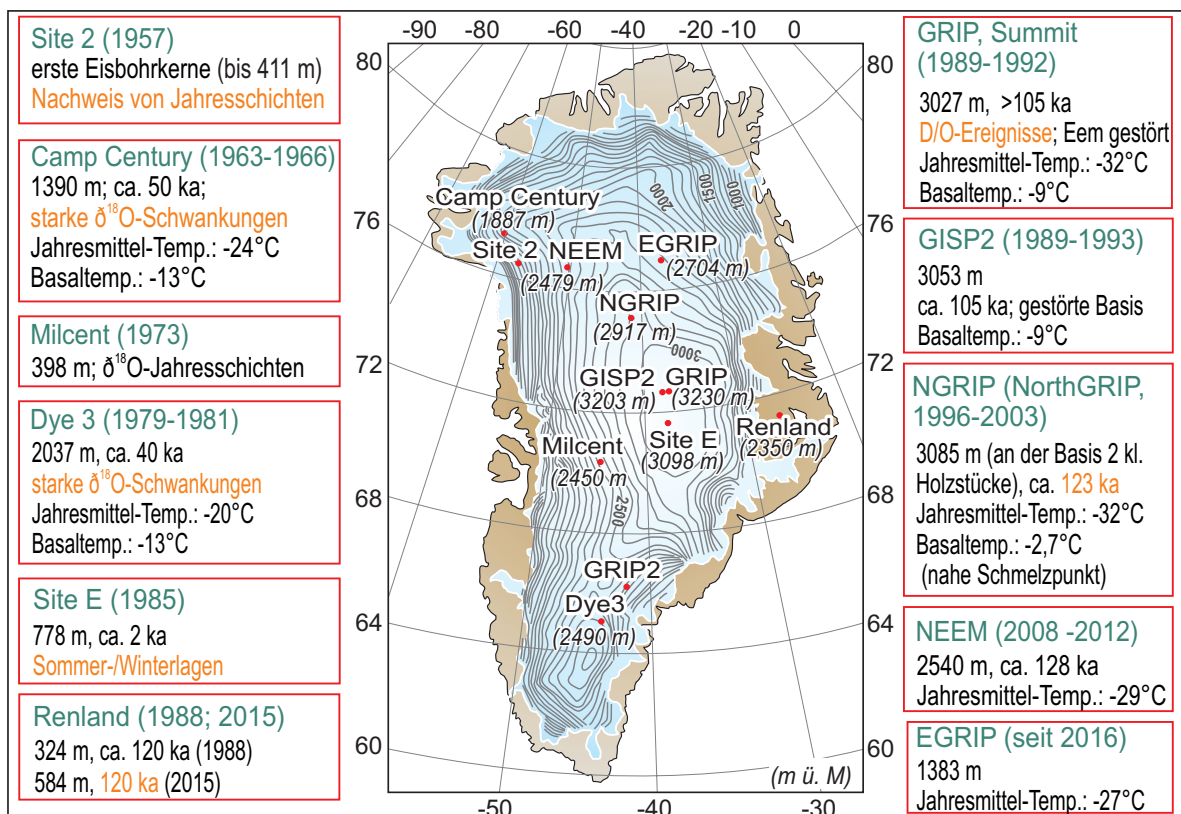 Site 2 (1957)
erste Eisbohrkerne (bis 411 m)
Nachweis von Jahresschichten
Camp Century (1963-1966)
1390 m; ca. 50 ka;
starke ð¹⁸O-Schwankungen
Jahresmittel-Temp.: -24°C
Basaltemp.: -13°C
Milcent (1973)
398 m; ð¹⁸O-Jahresschichten
Dye 3 (1979-1981)
2037 m, ca. 40 ka
starke ð¹⁸O-Schwankungen
Jahresmittel-Temp.: -20°C
Basaltemp.: -13°C
Site E (1985)
778 m, ca. 2 ka
Sommer-/Winterlagen
Renland (1988; 2015)
324 m, ca. 120 ka (1988)
584 m, 120 ka (2015)
-90 -80 -60 -40 -20 -10 0
80
76
72
68
64
60
Camp Century
(1887 m)
Site 2
(2479 m)
NEEM
EGRIP
(2704 m)
NGRIP
(2917 m)
GISP2
(3203 m)
GRIP
(3230 m)
Site E
(3098 m)
Renland
(2350 m)
Milcent
(2450 m
GRIP2
Dye3
(2490 m)
2000
1500
1000
3000
2500
80
76
72
68
64
60
(m ü. M)
-50 -40 -30
GRIP, Summit
(1989-1992)
3027 m, >105 ka
D/O-Ereignisse; Eem gestört
Jahresmittel-Temp.: -32°C
Basaltemp.: -9°C
GISP2 (1989-1993)
3053 m
ca. 105 ka; gestörte Basis
Basaltemp.: -9°C
NGRIP (NorthGRIP,
1996-2003)
3085 m (an der Basis 2 kl.
Holzstücke), ca. 123 ka
Jahresmittel-Temp.: -32°C
Basaltemp.: -2,7°C
(nahe Schmelzpunkt)
NEEM (2008 -2012)
2540 m, ca. 128 ka
Jahresmittel-Temp.: -29°C
EGRIP (seit 2016)
1383 m
Jahresmittel-Temp.: -27°C